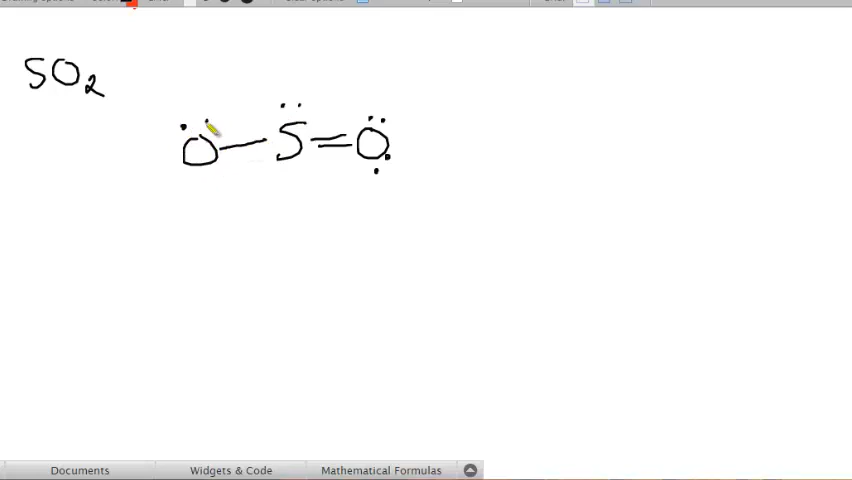 SO₂
O — S = O
Documents Widgets & Code Mathematical Formulas